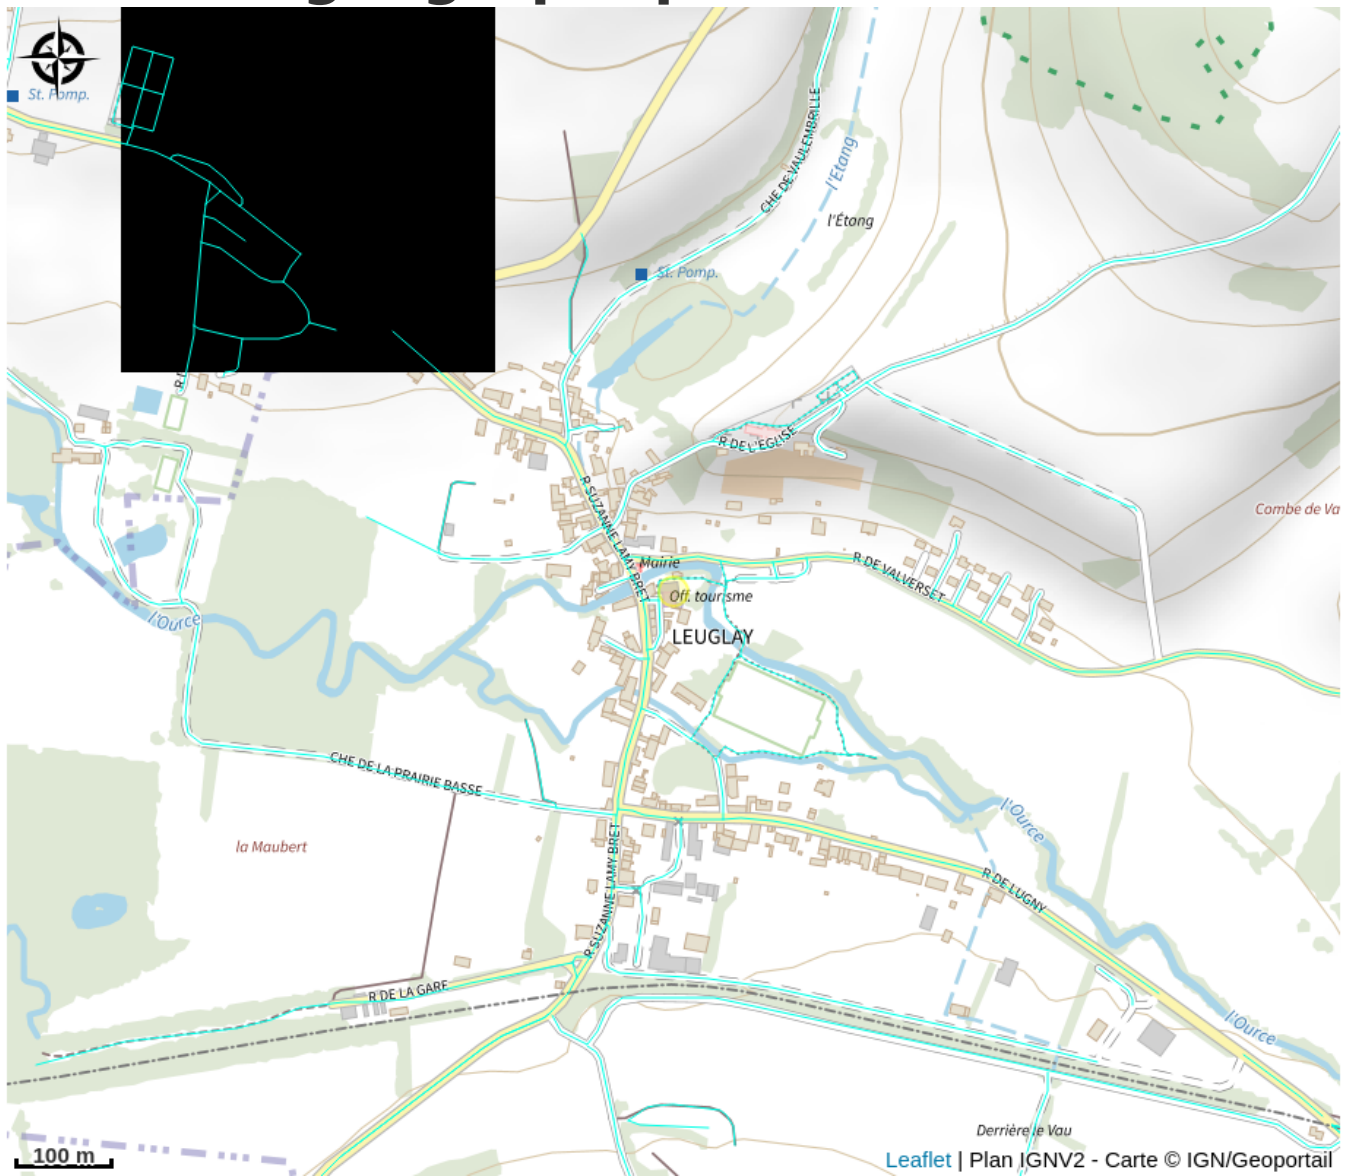 St. Pomp.
CHE DE VAULEMBRILLE
l'Etang
l'Étang
St. Pomp.
R DE L'EGLISE
Combe de Va
R SUZANNE LAMY BRET
Mairie
R DE VALVERSET
Off. tourisme
l'Ource
LEUGLAY
CHE DE LA PRAIRIE BASSE
l'Ource
la Maubert
R SUZANNE LAMY BRET
R DE LUGNY
R DE LA GARE
l'Ource
Derrière le Vau
100 m
Leaflet | Plan IGNV2 - Carte © IGN/Geoportail